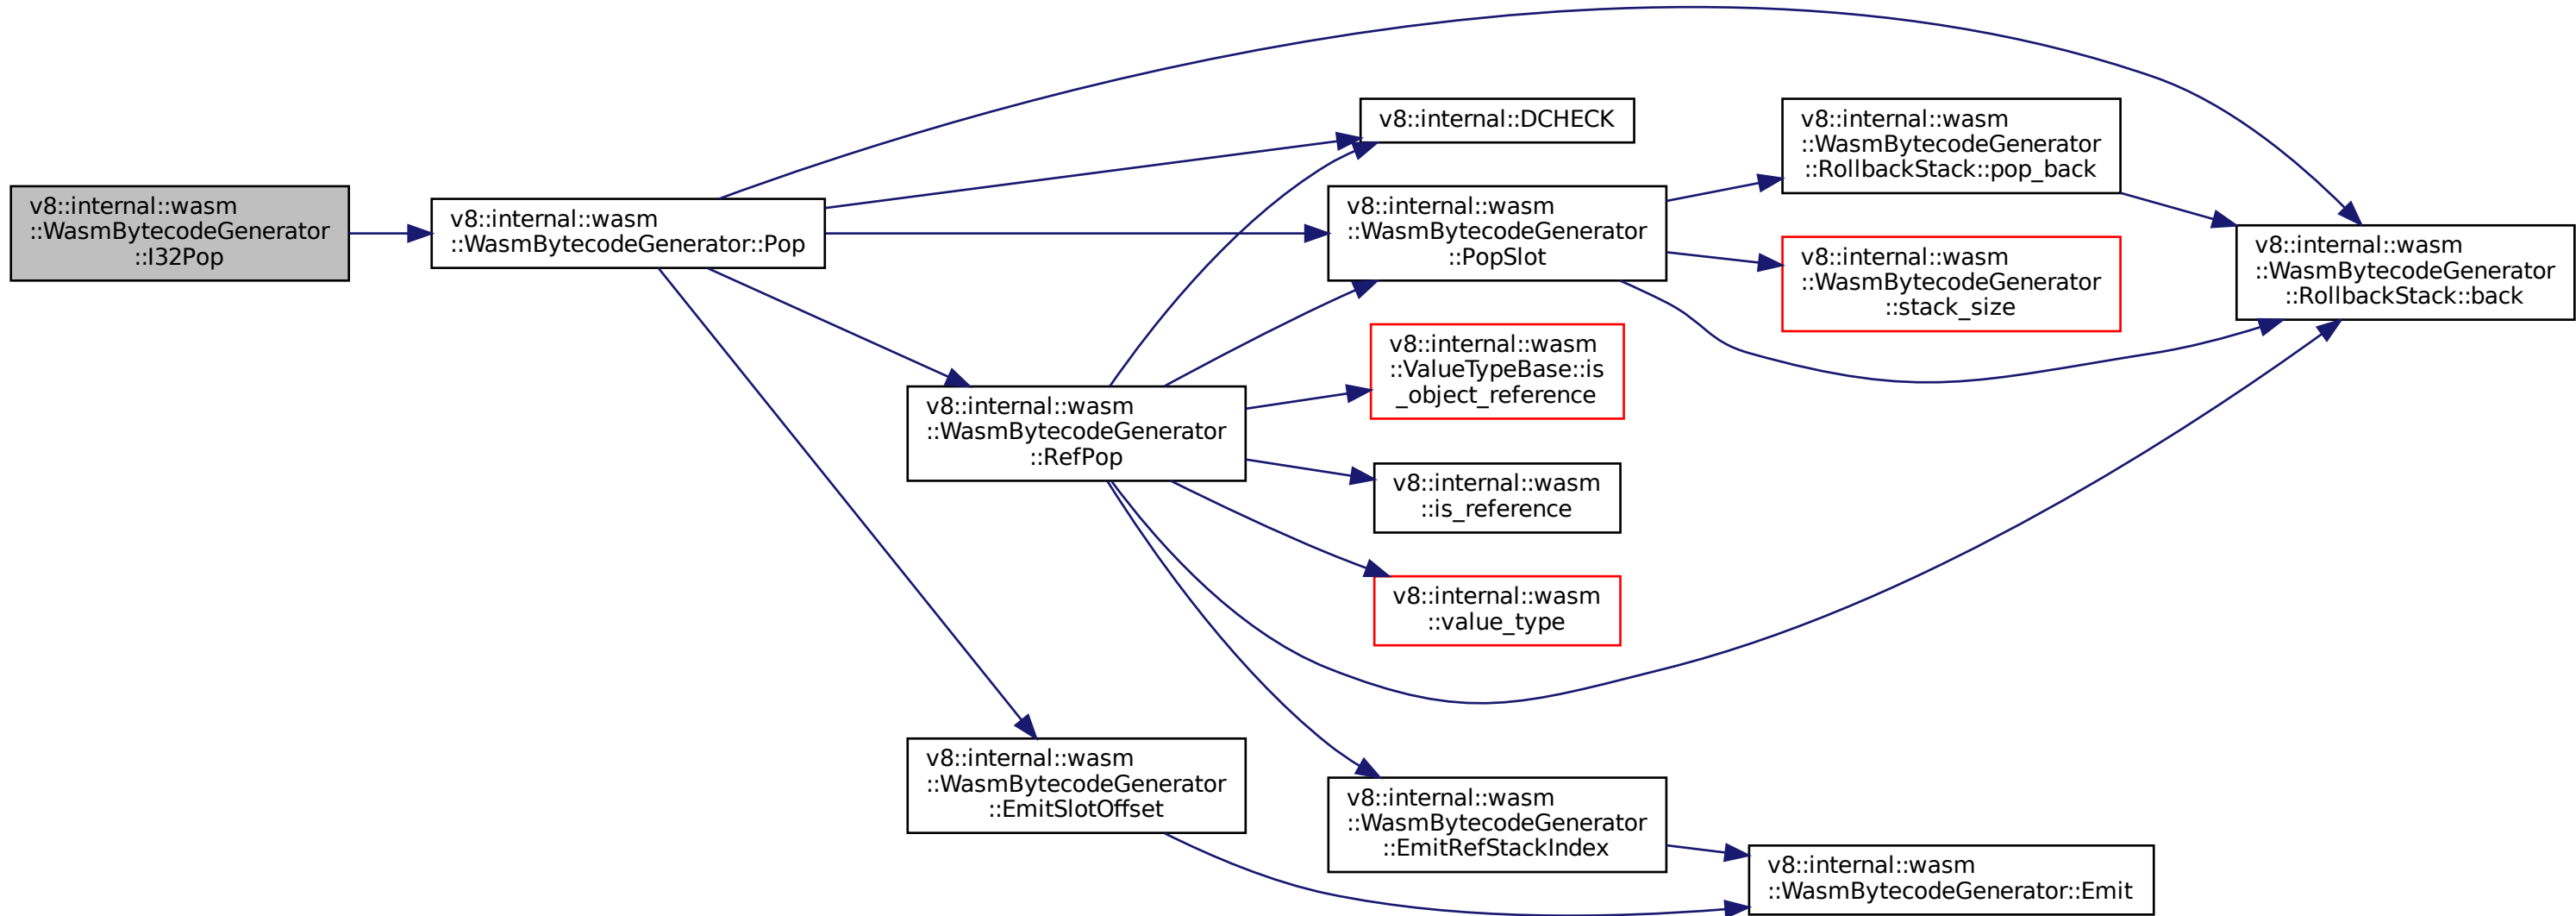 v8::internal::wasm
::WasmBytecodeGenerator
::I32Pop
v8::internal::wasm
::WasmBytecodeGenerator::Pop
v8::internal::DCHECK
v8::internal::wasm
::WasmBytecodeGenerator
::PopSlot
v8::internal::wasm
::WasmBytecodeGenerator
::RollbackStack::pop_back
v8::internal::wasm
::WasmBytecodeGenerator
::stack_size
v8::internal::wasm
::WasmBytecodeGenerator
::RollbackStack::back
v8::internal::wasm
::WasmBytecodeGenerator
::RefPop
v8::internal::wasm
::ValueTypeBase::is
_object_reference
v8::internal::wasm
::is_reference
v8::internal::wasm
::value_type
v8::internal::wasm
::WasmBytecodeGenerator
::EmitSlotOffset
v8::internal::wasm
::WasmBytecodeGenerator
::EmitRefStackIndex
v8::internal::wasm
::WasmBytecodeGenerator::Emit